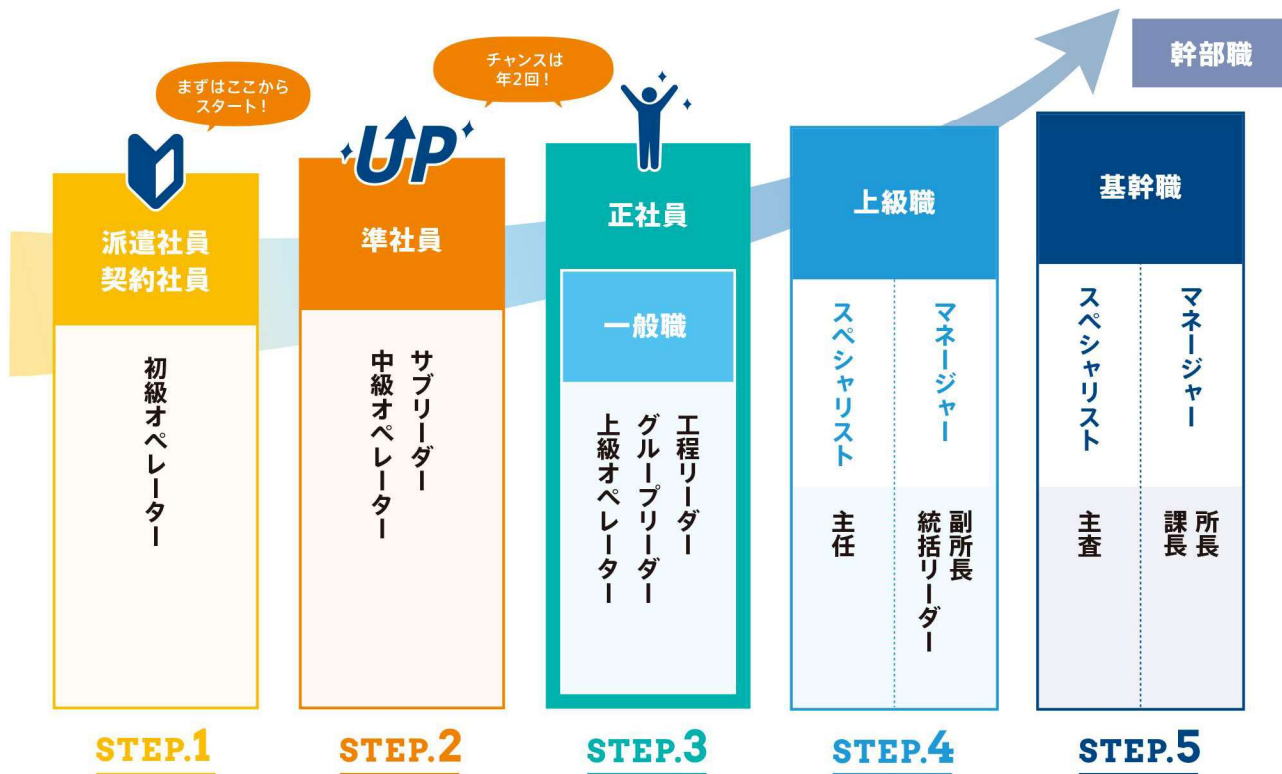 まずはここから
スタート！
派遣社員
契約社員
初級オペレーター
STEP.1
UP
準社員
サブリーダー
中級オペレーター
STEP.2
チャンスは
年2回！
正社員
一般職
工程リーダー
グループリーダー
上級オペレーター
STEP.3
上級職
スペシャリスト
主任
マネージャー
副所長
統括リーダー
STEP.4
基幹職
スペシャリスト
主査
マネージャー
所長
課長
STEP.5
幹部職